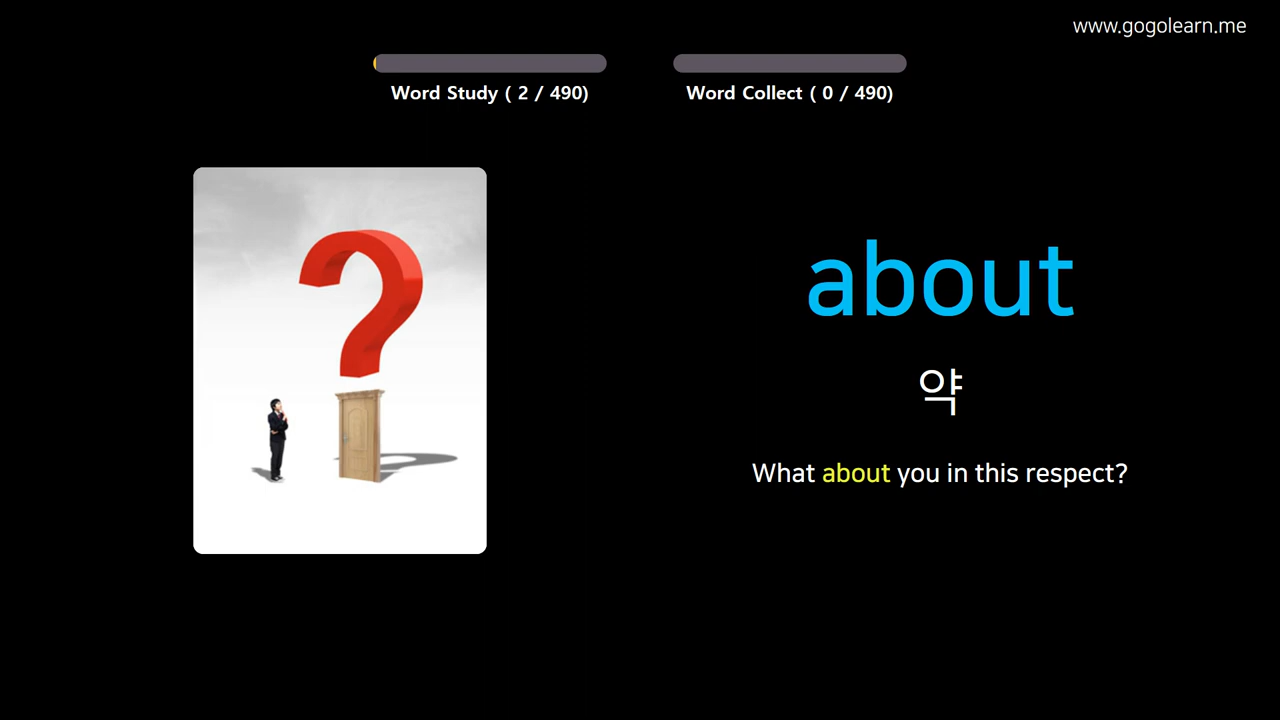 www.gogolearn.me
Word Study ( 2 / 490)
Word Collect ( 0 / 490)
about
약
What about you in this respect?